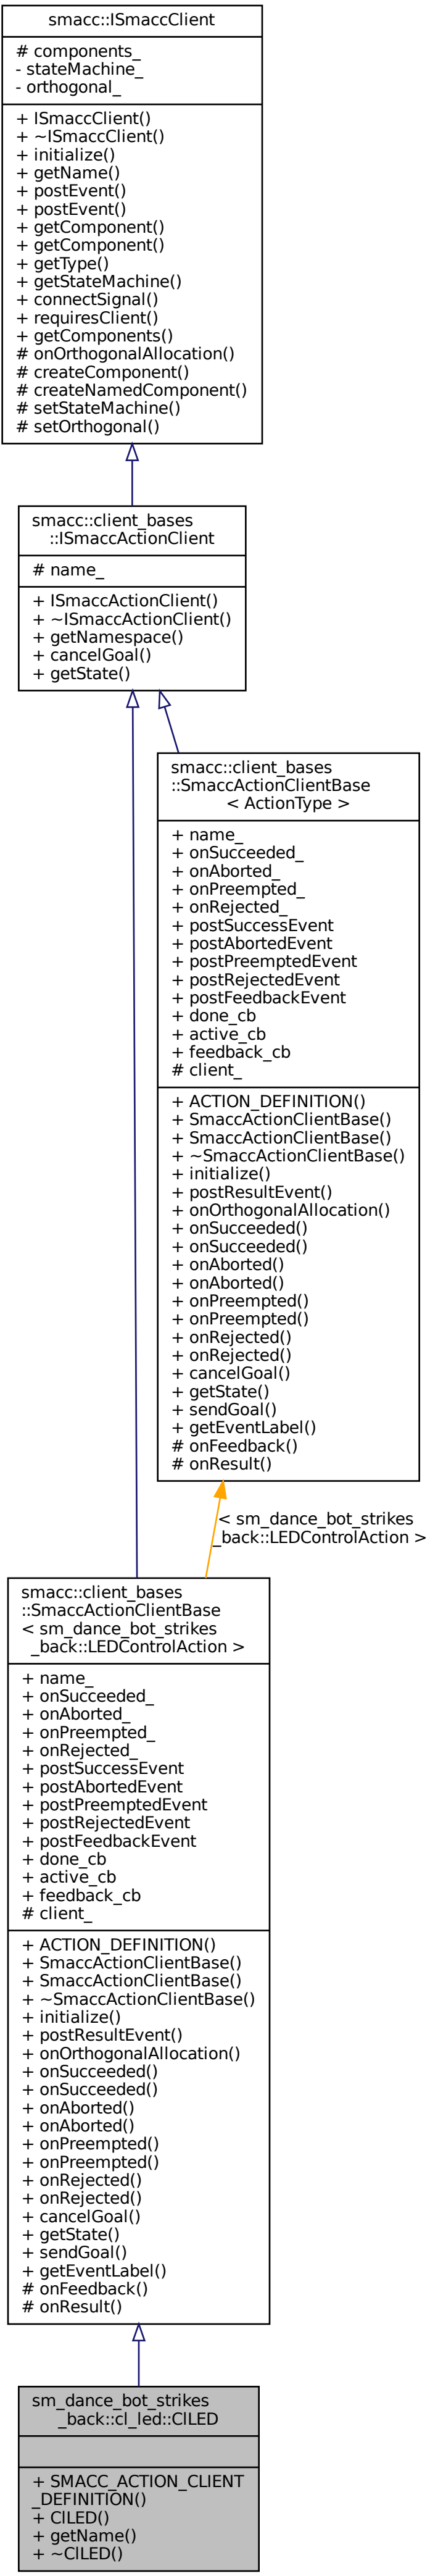 smacc::ISmaccClient
# components_
- stateMachine_
- orthogonal_
+ ISmaccClient()
+ ~ISmaccClient()
+ initialize()
+ getName()
+ postEvent()
+ postEvent()
+ getComponent()
+ getComponent()
+ getType()
+ getStateMachine()
+ connectSignal()
+ requiresClient()
+ getComponents()
# onOrthogonalAllocation()
# createComponent()
# createNamedComponent()
# setStateMachine()
# setOrthogonal()
smacc::client_bases
::ISmaccActionClient
# name_
+ ISmaccActionClient()
+ ~ISmaccActionClient()
+ getNamespace()
+ cancelGoal()
+ getState()
smacc::client_bases
::SmaccActionClientBase
< ActionType >
+ name_
+ onSucceeded_
+ onAborted_
+ onPreempted_
+ onRejected_
+ postSuccessEvent
+ postAbortedEvent
+ postPreemptedEvent
+ postRejectedEvent
+ postFeedbackEvent
+ done_cb
+ active_cb
+ feedback_cb
# client_
+ ACTION_DEFINITION()
+ SmaccActionClientBase()
+ SmaccActionClientBase()
+ ~SmaccActionClientBase()
+ initialize()
+ postResultEvent()
+ onOrthogonalAllocation()
+ onSucceeded()
+ onSucceeded()
+ onAborted()
+ onAborted()
+ onPreempted()
+ onPreempted()
+ onRejected()
+ onRejected()
+ cancelGoal()
+ getState()
+ sendGoal()
+ getEventLabel()
# onFeedback()
# onResult()
< sm_dance_bot_strikes
_back::LEDControlAction >
smacc::client_bases
::SmaccActionClientBase
< sm_dance_bot_strikes
_back::LEDControlAction >
+ name_
+ onSucceeded_
+ onAborted_
+ onPreempted_
+ onRejected_
+ postSuccessEvent
+ postAbortedEvent
+ postPreemptedEvent
+ postRejectedEvent
+ postFeedbackEvent
+ done_cb
+ active_cb
+ feedback_cb
# client_
+ ACTION_DEFINITION()
+ SmaccActionClientBase()
+ SmaccActionClientBase()
+ ~SmaccActionClientBase()
+ initialize()
+ postResultEvent()
+ onOrthogonalAllocation()
+ onSucceeded()
+ onSucceeded()
+ onAborted()
+ onAborted()
+ onPreempted()
+ onPreempted()
+ onRejected()
+ onRejected()
+ cancelGoal()
+ getState()
+ sendGoal()
+ getEventLabel()
# onFeedback()
# onResult()
sm_dance_bot_strikes
_back::cl_led::ClLED
+ SMACC_ACTION_CLIENT
_DEFINITION()
+ ClLED()
+ getName()
+ ~ClLED()